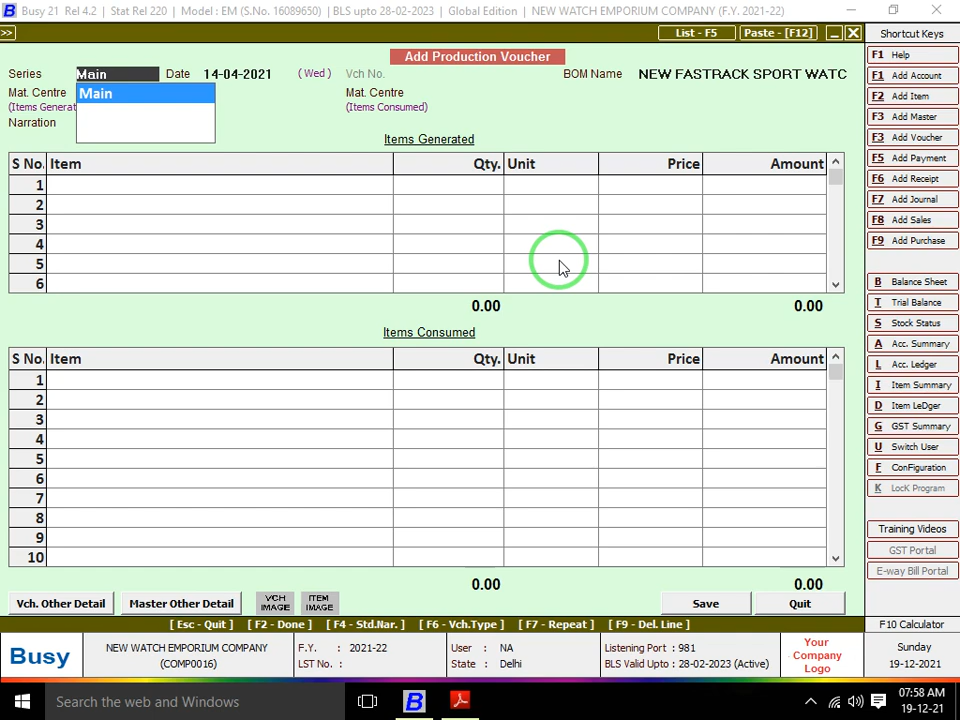 Busy 21 Rel 4.2 | Stat Rel 220 | Model : EM (S.No. 16089650) | BLS upto 28-02-2023 | Global Edition | NEW WATCH EMPORIUM COMPANY (F.Y. 2021-22)
>> List - F5 Paste - [F12] Shortcut Keys
Add Production Voucher
Series Main Date 14-04-2021 (Wed) Vch No. BOM Name NEW FASTRACK SPORT WATC
Mat. Centre Main Mat. Centre
(Items Generat (Items Consumed)
Narration
Items Generated
S No. Item Qty. Unit Price Amount
1
2
3
4
5
6
0.00 0.00
Items Consumed
S No. Item Qty. Unit Price Amount
1
2
3
4
5
6
7
8
9
10
0.00 0.00
Vch. Other Detail Master Other Detail VCH IMAGE ITEM IMAGE Save Quit
[ Esc - Quit ] [ F2 - Done ] [ F4 - Std.Nar. ] [ F6 - Vch.Type ] [ F7 - Repeat ] [ F9 - Del. Line ]
F1 Help
F1 Add Account
F2 Add Item
F3 Add Master
F3 Add Voucher
F5 Add Payment
F6 Add Receipt
F7 Add Journal
F8 Add Sales
F9 Add Purchase
B Balance Sheet
T Trial Balance
S Stock Status
A Acc. Summary
L Acc. Ledger
I Item Summary
D Item LeDger
G GST Summary
U Switch User
F ConFiguration
K LocK Program
Training Videos
GST Portal
E-way Bill Portal
F10 Calculator
Busy NEW WATCH EMPORIUM COMPANY F.Y. : 2021-22 User : NA Listening Port : 981 Your Company Logo Sunday
(COMP0016) LST No. : State : Delhi BLS Valid Upto : 28-02-2023 (Active) 19-12-2021
Search the web and Windows 07:58 AM
19-12-21